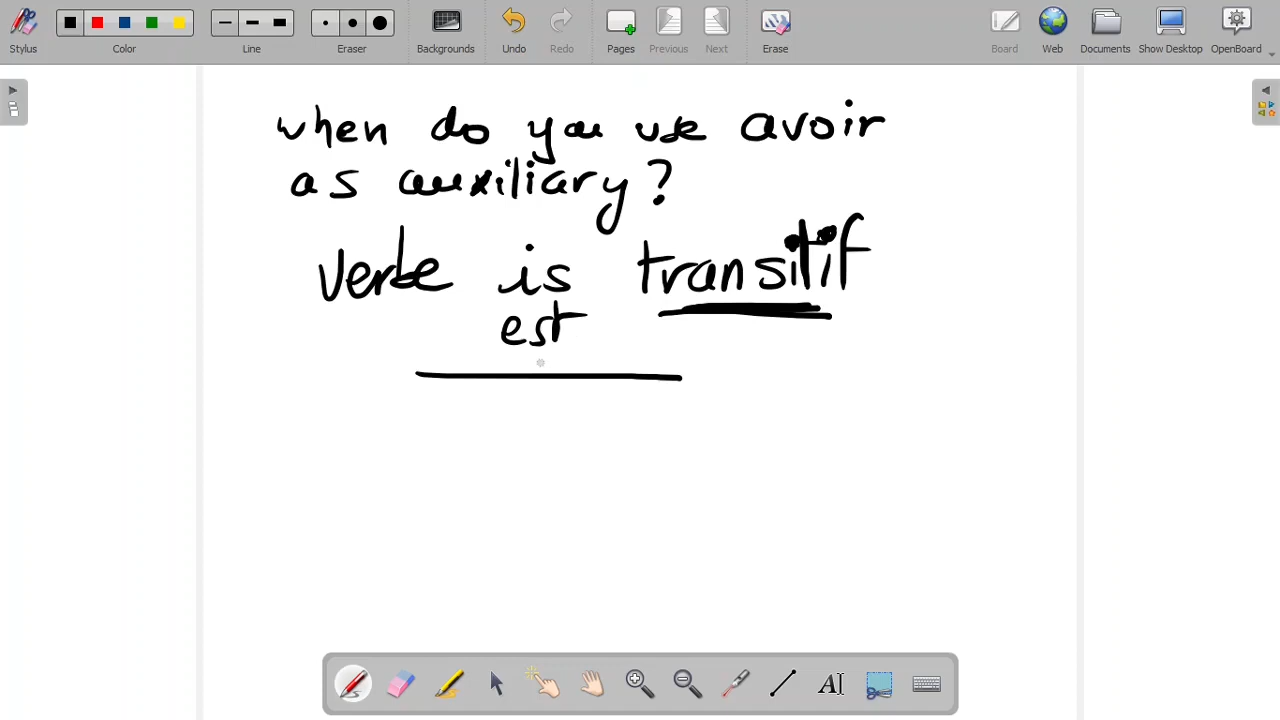 Stylus Color Line Eraser Backgrounds Undo Redo Pages Previous Next Erase Board Web Documents Show Desktop OpenBoard
when do you use avoir
as auxiliary?
verbe is transitif
est